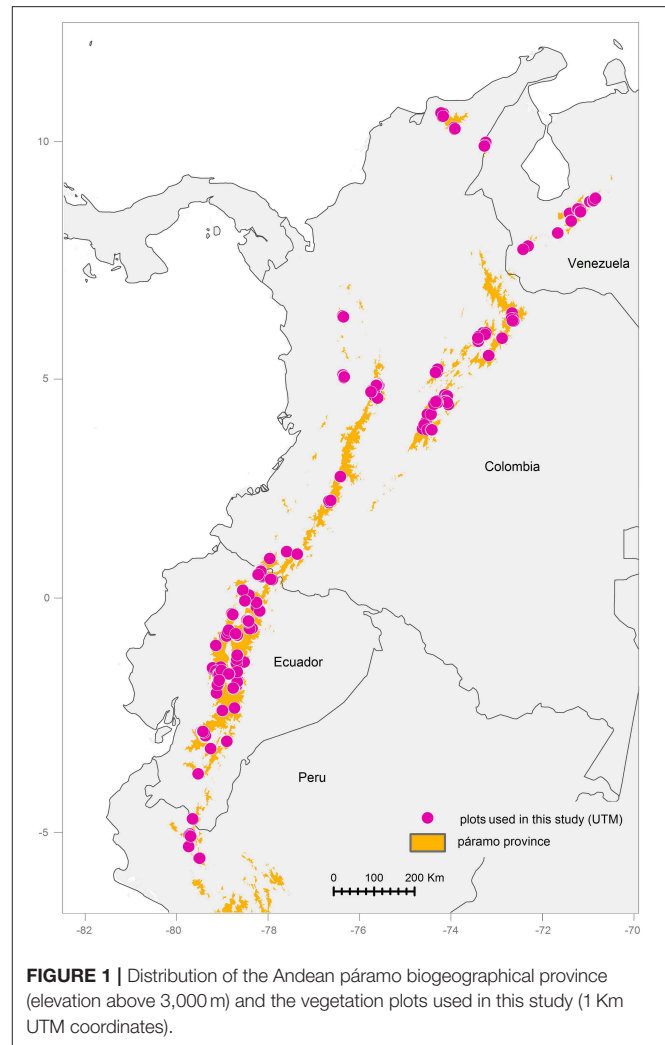 10
5
0
-5
Venezuela
Colombia
Ecuador
Peru
plots used in this study (UTM)
páramo province
0 100 200 Km
-82 -80 -78 -76 -74 -72 -70
FIGURE 1 | Distribution of the Andean páramo biogeographical province
(elevation above 3,000 m) and the vegetation plots used in this study (1 Km
UTM coordinates).